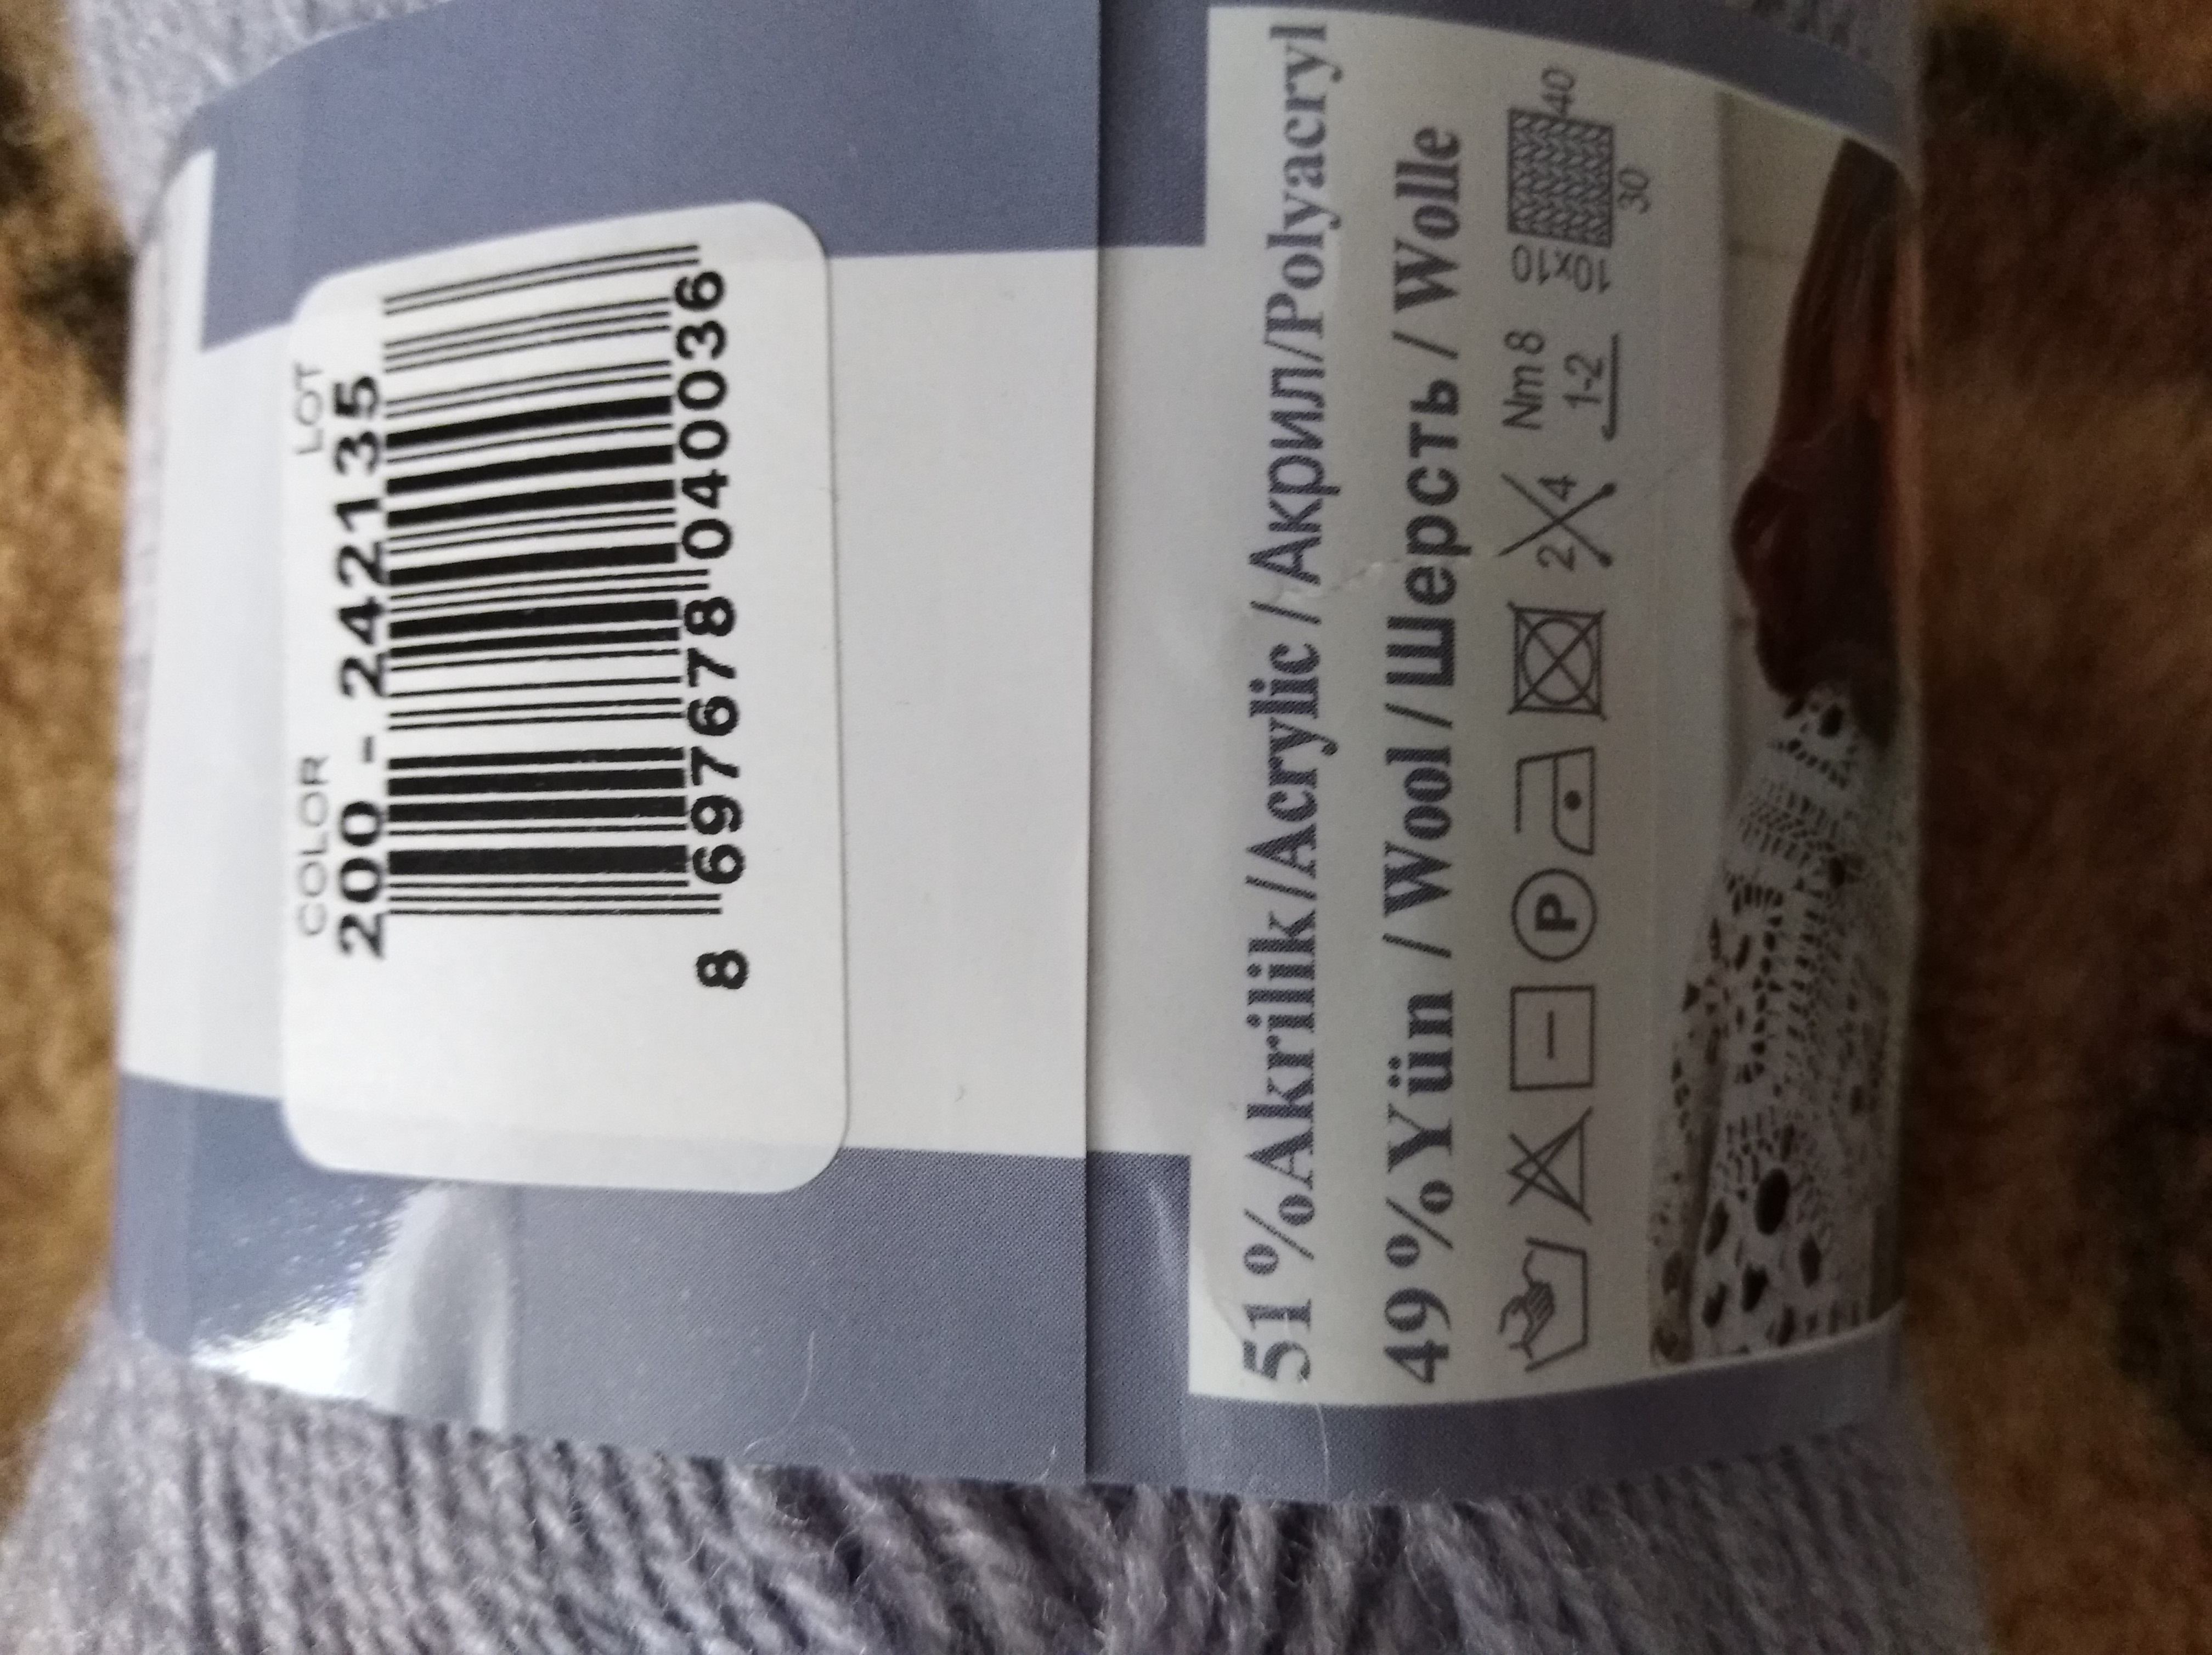 COLOR LOT
200 - 242135
8 697678 040036
51 %Akrilik/Acrylic / Акрил/Polyacryl
49 %Yün / Wool / Шерсть / Wolle
P
2 4
Nm 8
1-2
10x10
40
30